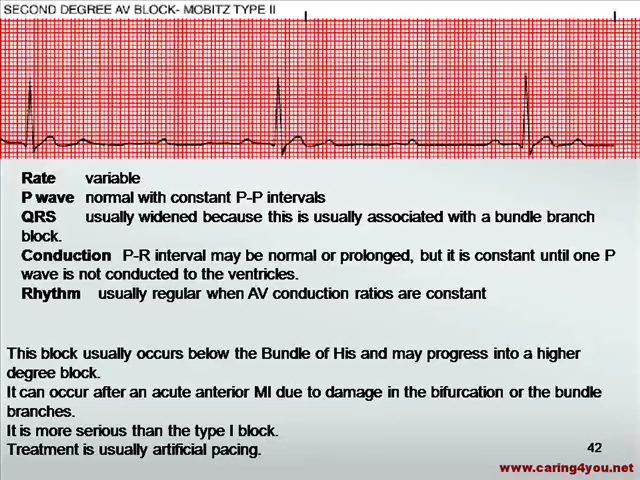 SECOND DEGREE AV BLOCK- MOBITZ TYPE II
Rate variable
P wave normal with constant P-P intervals
QRS usually widened because this is usually associated with a bundle branch
block.
Conduction P-R interval may be normal or prolonged, but it is constant until one P
wave is not conducted to the ventricles.
Rhythm usually regular when AV conduction ratios are constant
This block usually occurs below the Bundle of His and may progress into a higher
degree block.
It can occur after an acute anterior MI due to damage in the bifurcation or the bundle
branches.
It is more serious than the type I block.
Treatment is usually artificial pacing.
42
www.caring4you.net